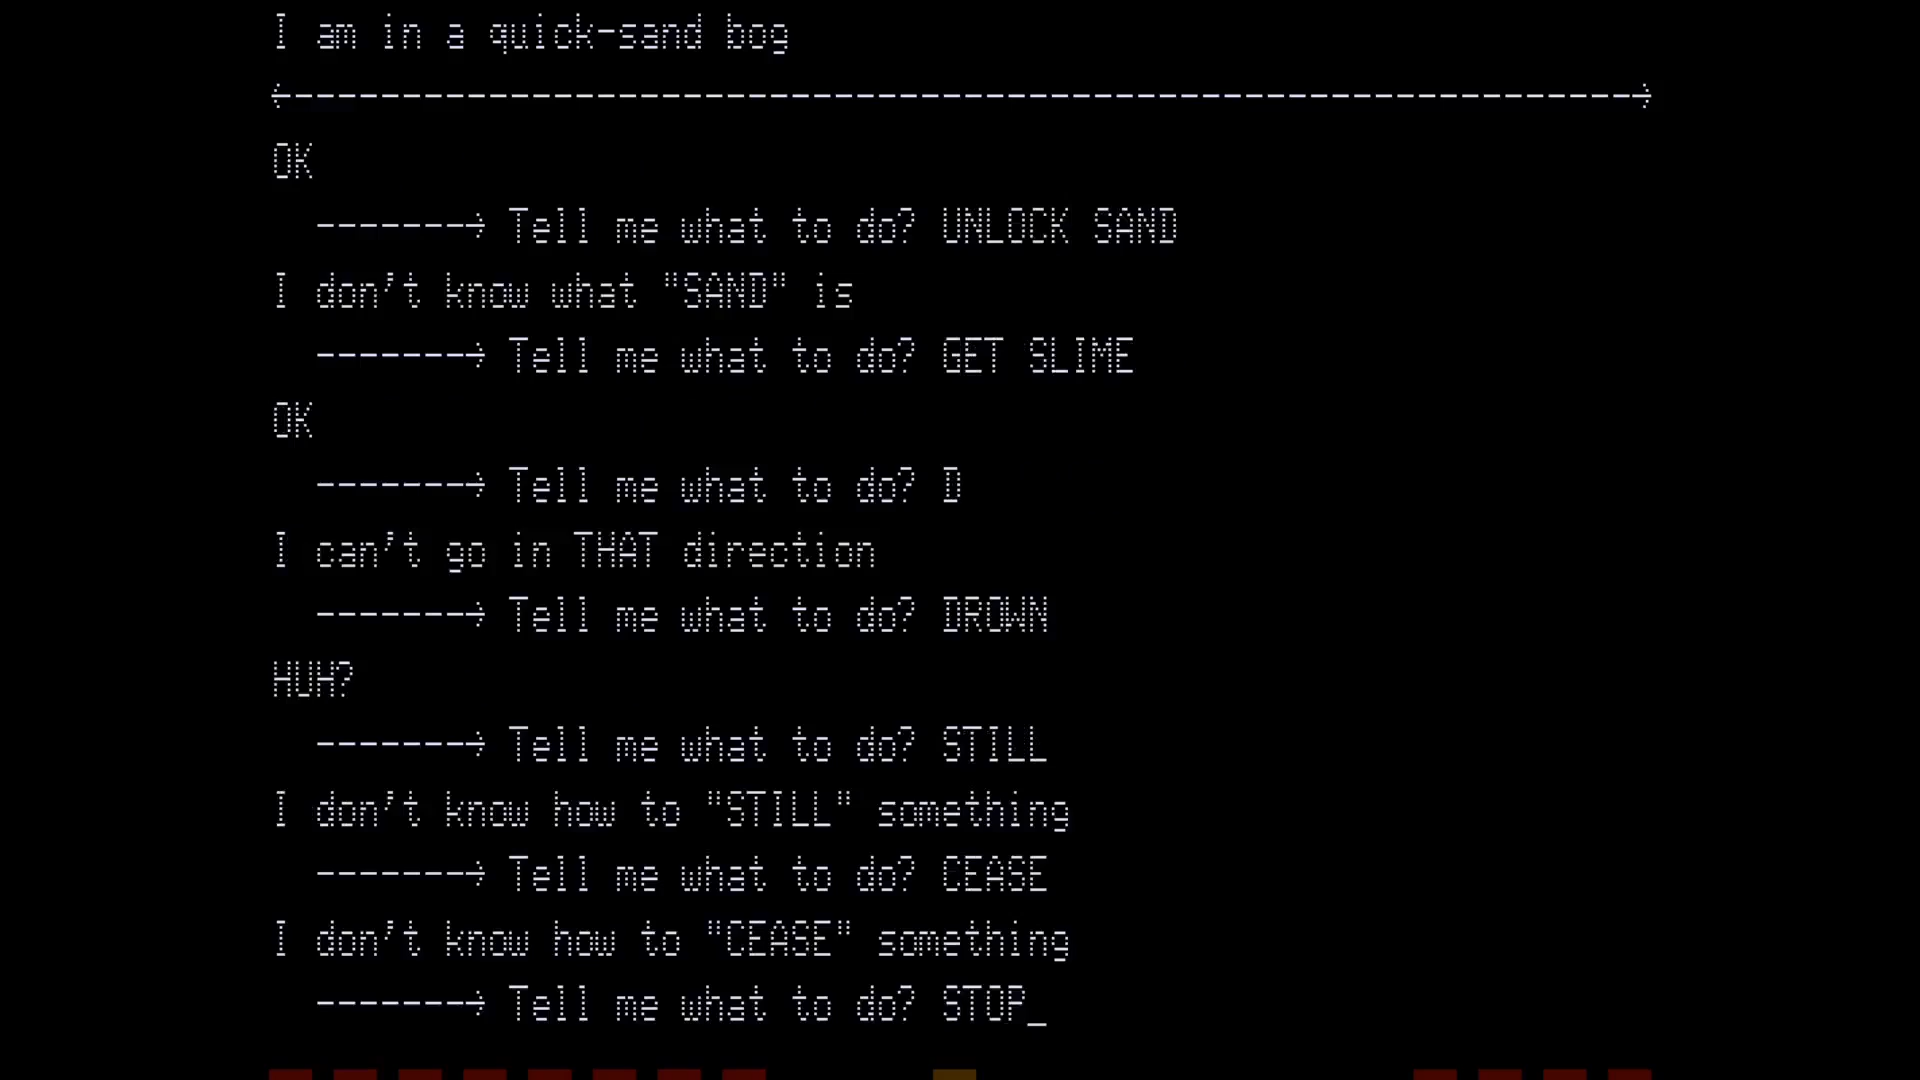 I am in a quick-sand bog
<---------------------------------------------------------------->
OK
--------> Tell me what to do? UNLOCK SAND
I don't know what "SAND" is
--------> Tell me what to do? GET SLIME
OK
--------> Tell me what to do? D
I can't go in THAT direction
--------> Tell me what to do? DROWN
HUH?
--------> Tell me what to do? STILL
I don't know how to "STILL" something
--------> Tell me what to do? CEASE
I don't know how to "CEASE" something
--------> Tell me what to do? STOP_